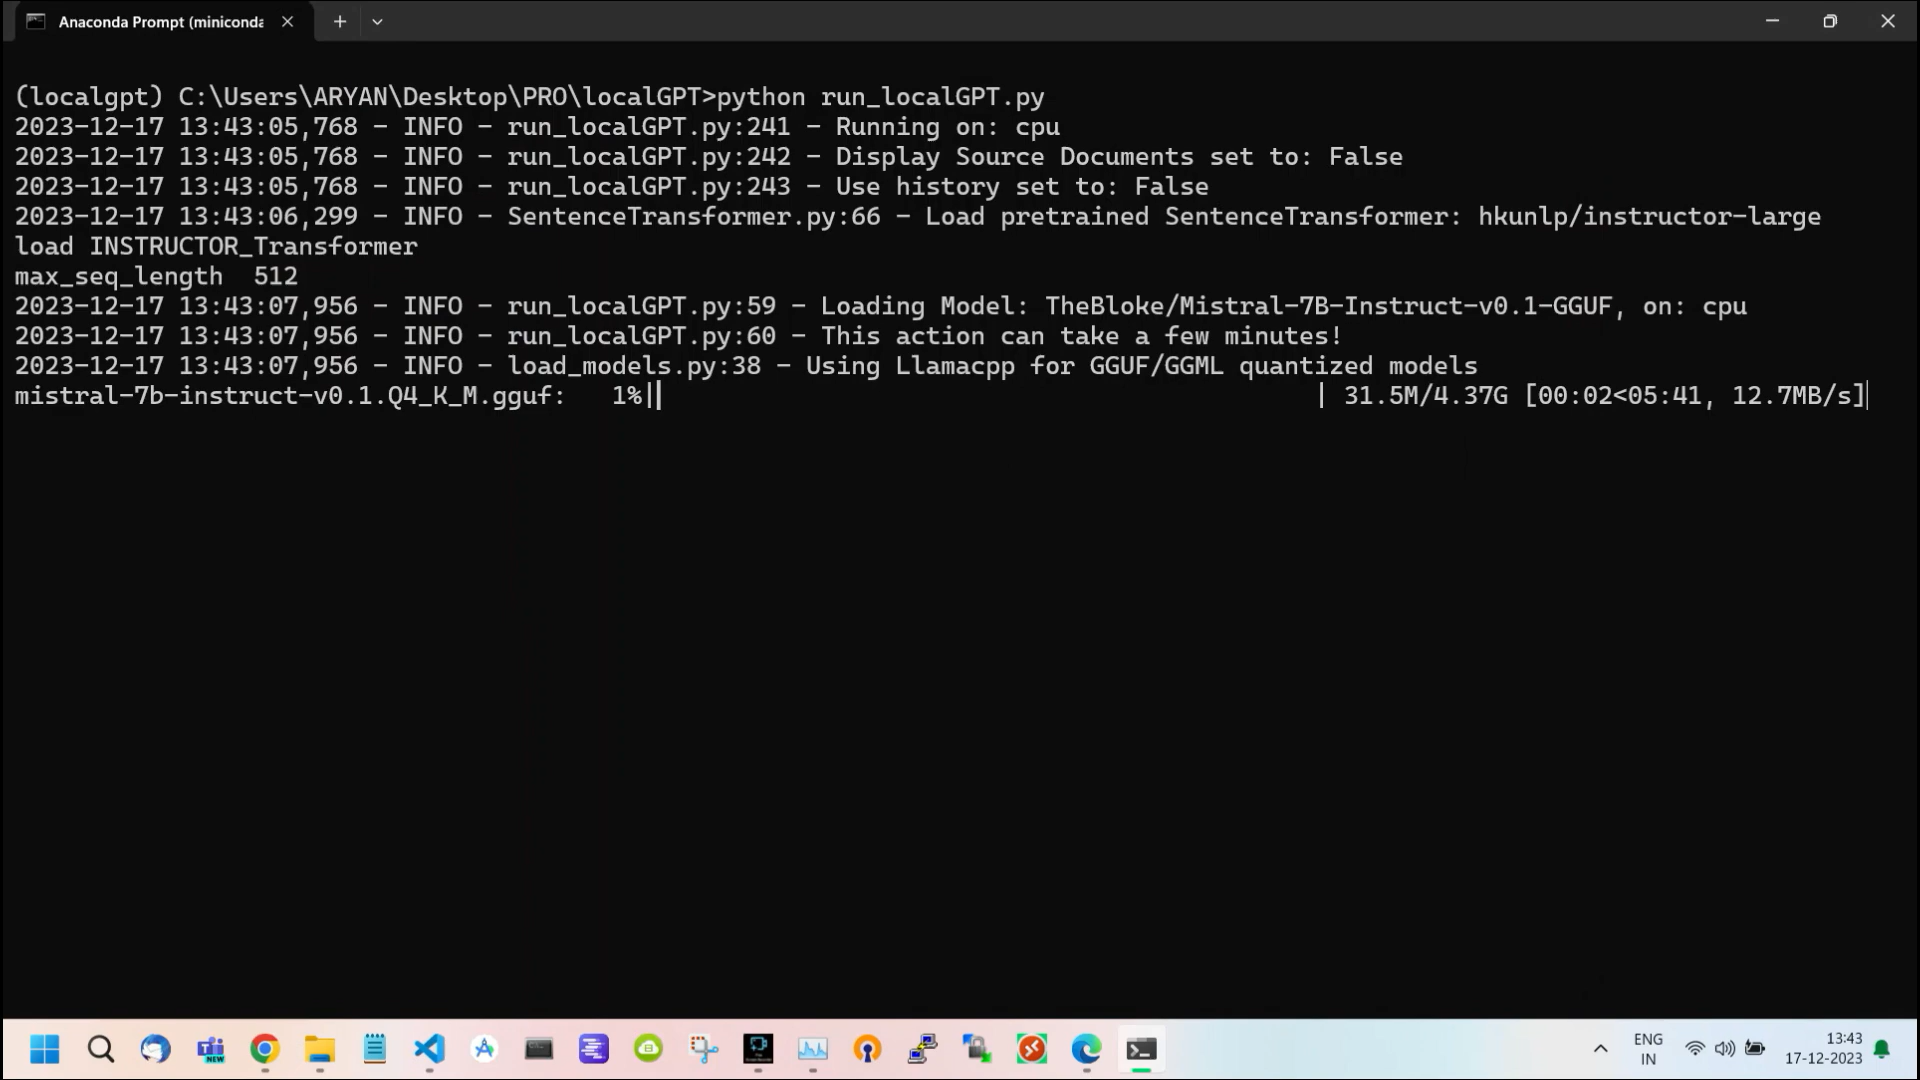 Anaconda Prompt (miniconda
(localgpt) C:\Users\ARYAN\Desktop\PRO\localGPT>python run_localGPT.py
2023-12-17 13:43:05,768 - INFO - run_localGPT.py:241 - Running on: cpu
2023-12-17 13:43:05,768 - INFO - run_localGPT.py:242 - Display Source Documents set to: False
2023-12-17 13:43:05,768 - INFO - run_localGPT.py:243 - Use history set to: False
2023-12-17 13:43:06,299 - INFO - SentenceTransformer.py:66 - Load pretrained SentenceTransformer: hkunlp/instructor-large
load INSTRUCTOR_Transformer
max_seq_length  512
2023-12-17 13:43:07,956 - INFO - run_localGPT.py:59 - Loading Model: TheBloke/Mistral-7B-Instruct-v0.1-GGUF, on: cpu
2023-12-17 13:43:07,956 - INFO - run_localGPT.py:60 - This action can take a few minutes!
2023-12-17 13:43:07,956 - INFO - load_models.py:38 - Using Llamacpp for GGUF/GGML quantized models
mistral-7b-instruct-v0.1.Q4_K_M.gguf:   1%|| | 31.5M/4.37G [00:02<05:41, 12.7MB/s]
NEW
ENG
IN
13:43
17-12-2023